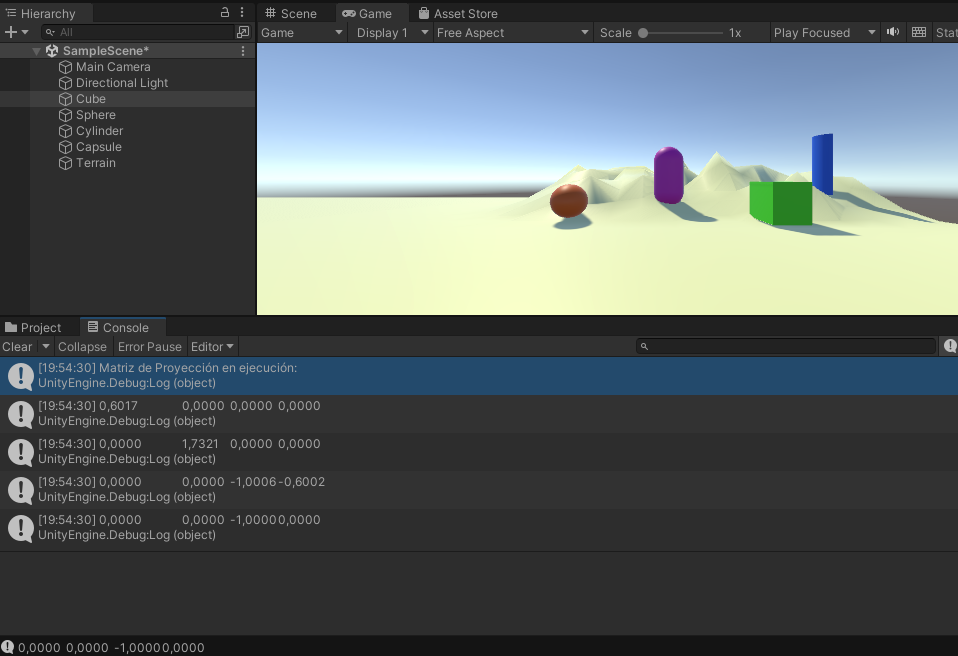 Hierarchy
All
SampleScene*
Main Camera
Directional Light
Cube
Sphere
Cylinder
Capsule
Terrain
Scene Game Asset Store
Game Display 1 Free Aspect Scale 1x Play Focused Stat
Project Console
Clear Collapse Error Pause Editor
[19:54:30] Matriz de Proyección en ejecución:
UnityEngine.Debug:Log (object)
[19:54:30] 0,6017 0,0000 0,0000 0,0000
UnityEngine.Debug:Log (object)
[19:54:30] 0,0000 1,7321 0,0000 0,0000
UnityEngine.Debug:Log (object)
[19:54:30] 0,0000 0,0000 -1,0006 -0,6002
UnityEngine.Debug:Log (object)
[19:54:30] 0,0000 0,0000 -1,0000 0,0000
UnityEngine.Debug:Log (object)
0,0000 0,0000 -1,0000 0,0000